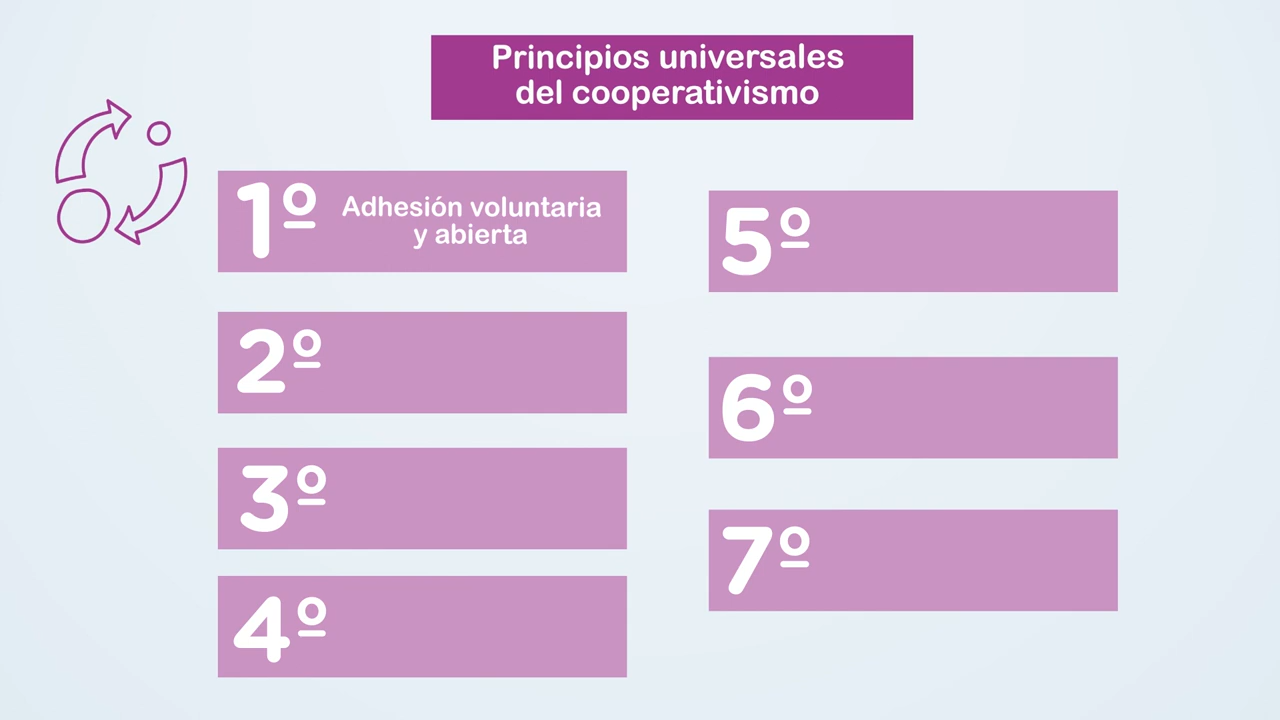 Principios universales
del cooperativismo
1º
Adhesión voluntaria
y abierta
2º
3º
4º
5º
6º
7º